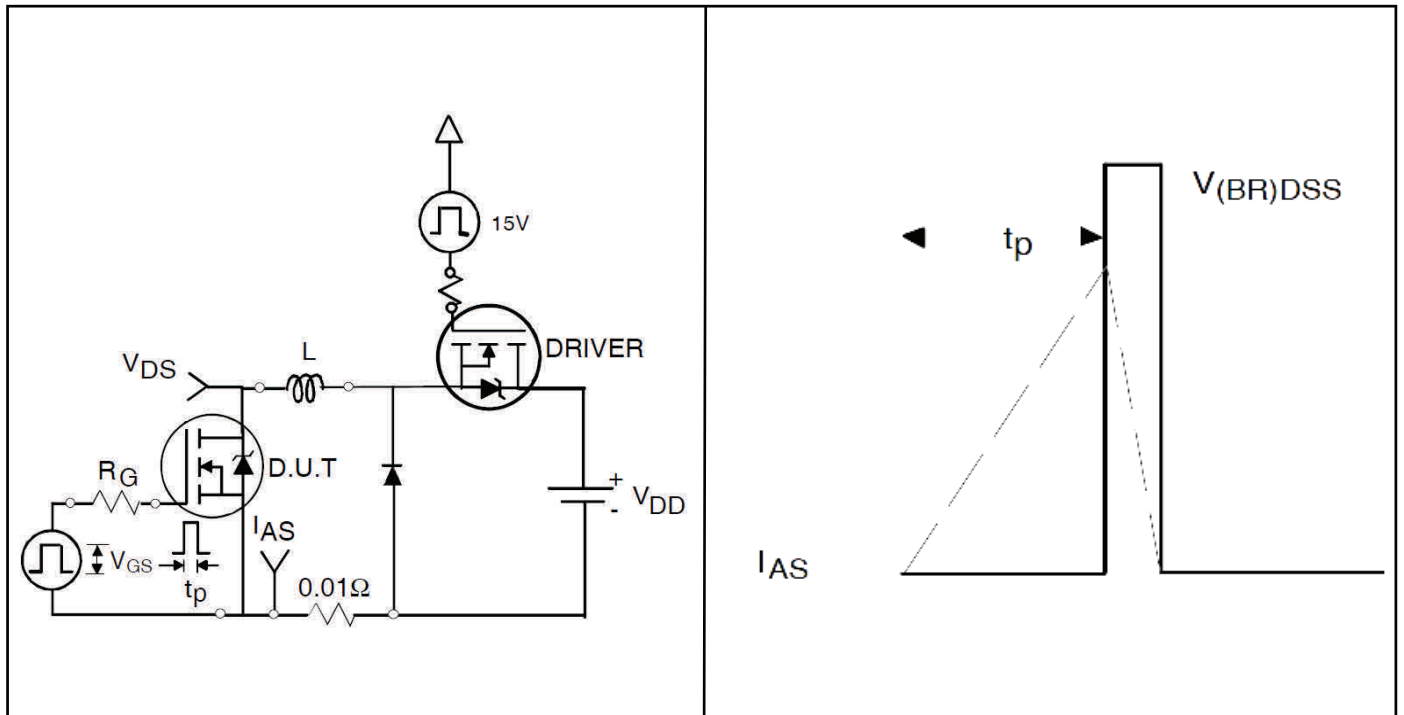 15V
DRIVER
L
VDS
RG
D.U.T
+
VDD
-
IAS
VGS
tp
0.01Ω
V(BR)DSS
tp
IAS